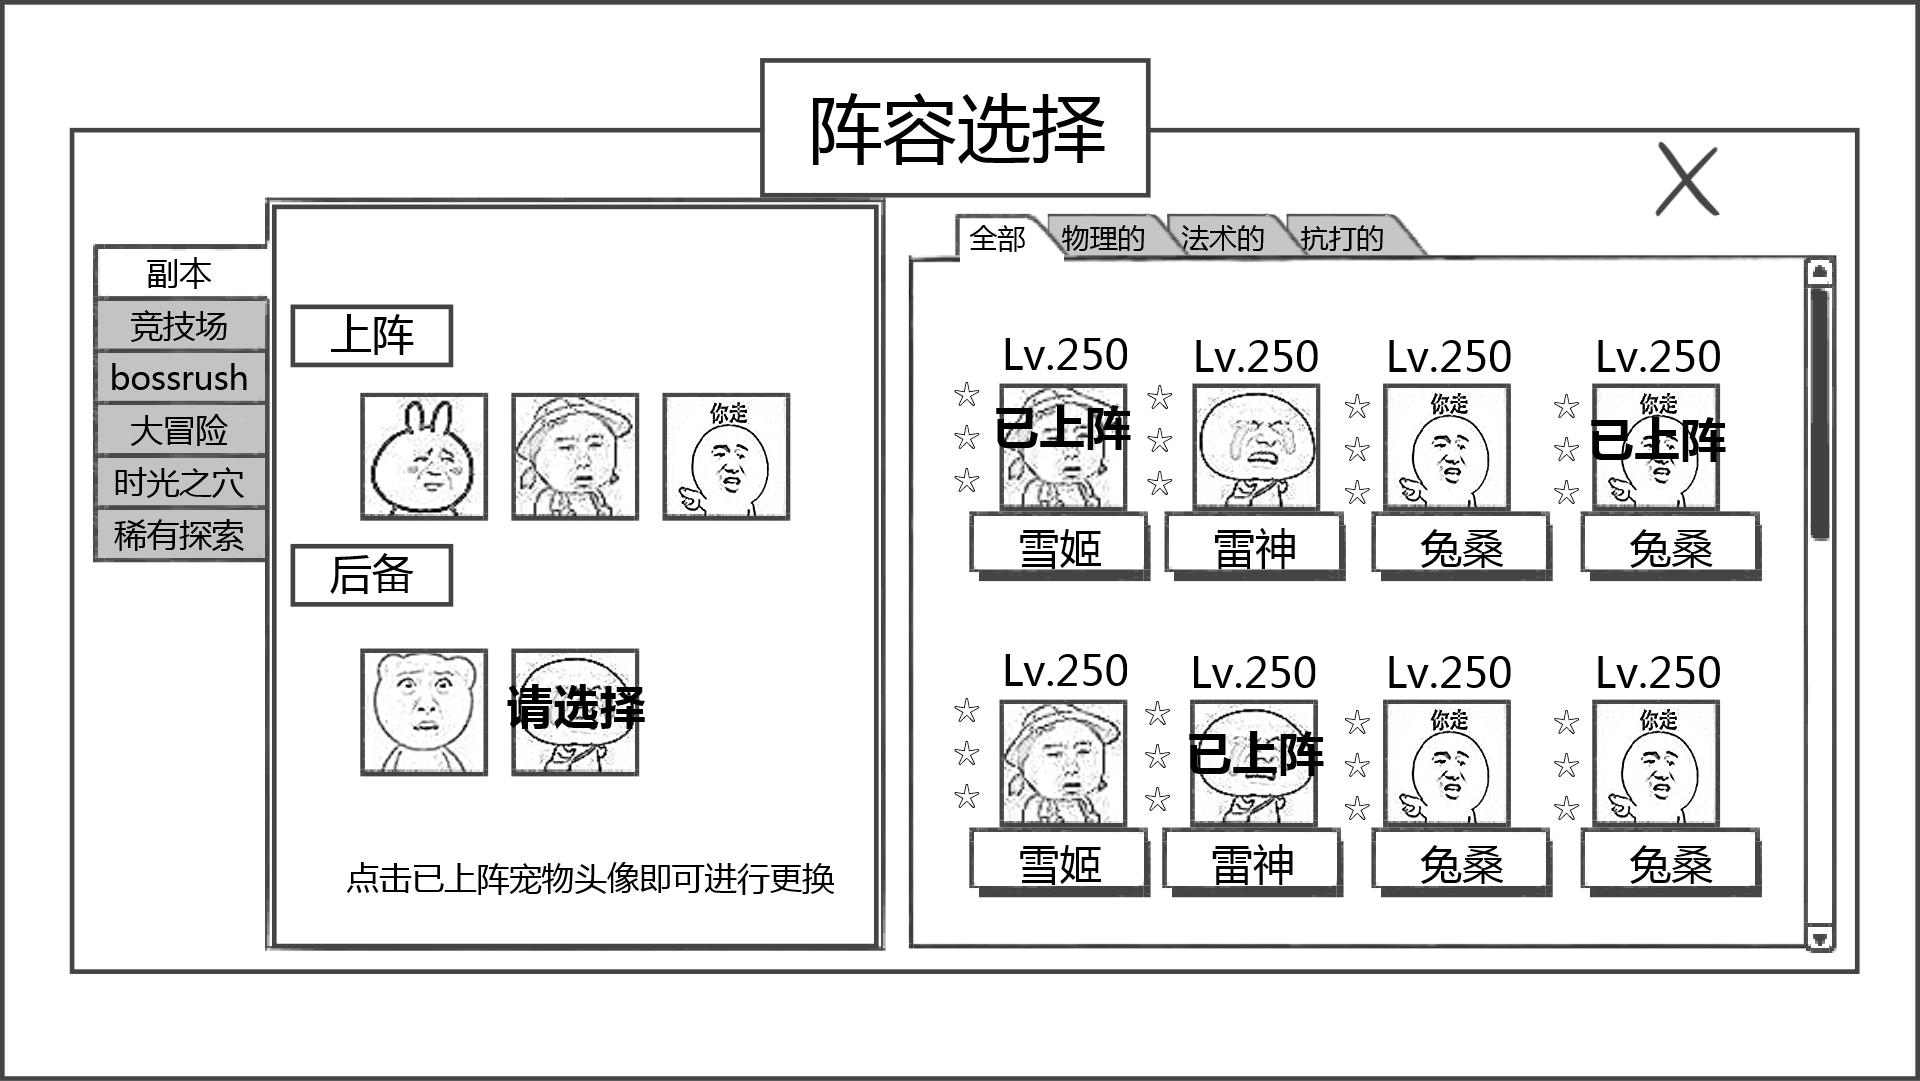 阵容选择
副本
竞技场
bossrush
大冒险
时光之穴
稀有探索
上阵
你走
后备
请选择
点击已上阵宠物头像即可进行更换
全部 物理的 法术的 抗打的
Lv.250 Lv.250 Lv.250 Lv.250
你走 你走
已上阵 已上阵
雪姬 雷神 兔桑 兔桑
Lv.250 Lv.250 Lv.250 Lv.250
你走 你走
已上阵
雪姬 雷神 兔桑 兔桑